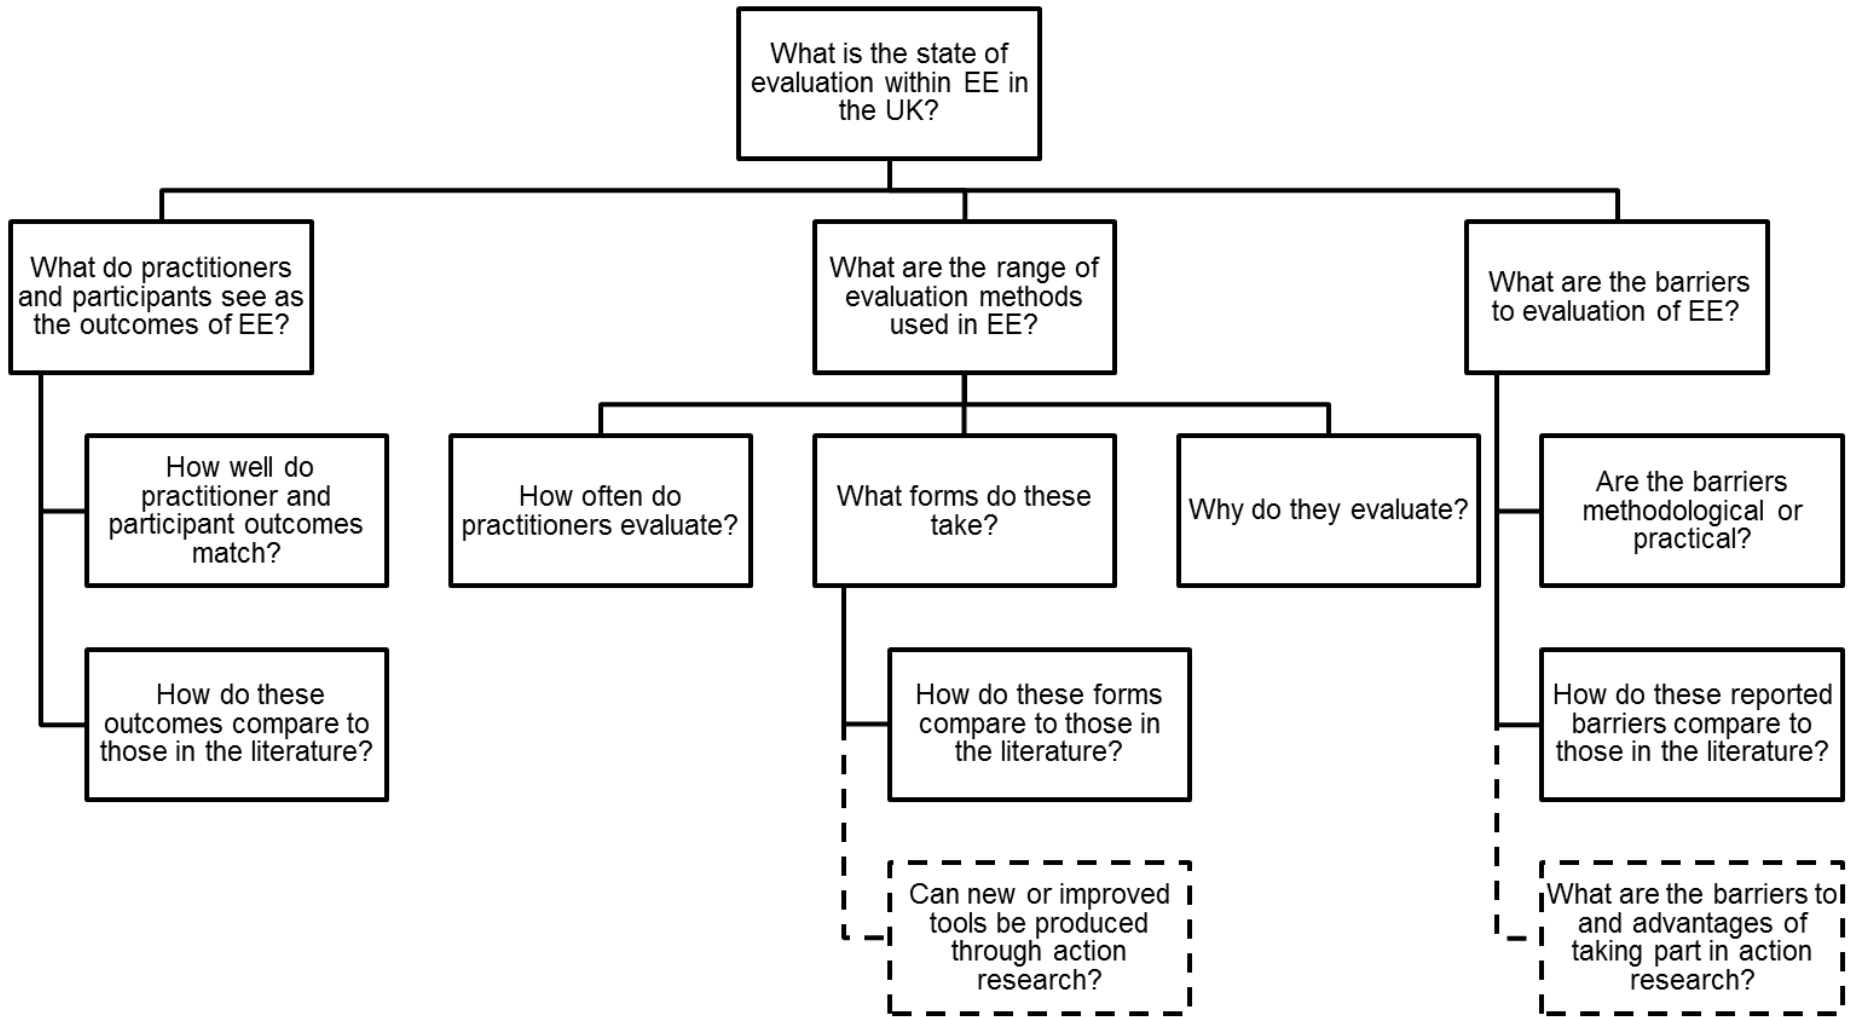 What is the state of
evaluation within EE in
the UK?
What do practitioners
and participants see as
the outcomes of EE?
What are the range of
evaluation methods
used in EE?
What are the barriers
to evaluation of EE?
How well do
practitioner and
participant outcomes
match?
How often do
practitioners evaluate?
What forms do these
take?
Why do they evaluate?
Are the barriers
methodological or
practical?
How do these
outcomes compare to
those in the literature?
How do these forms
compare to those in
the literature?
How do these reported
barriers compare to
those in the literature?
Can new or improved
tools be produced
through action
research?
What are the barriers to
and advantages of
taking part in action
research?